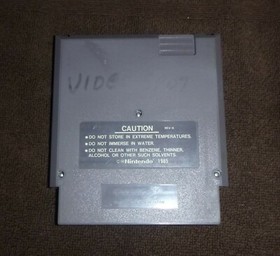 VIDE
CAUTION REV-A
●DO NOT STORE IN EXTREME TEMPERATURES.
●DO NOT IMMERSE IN WATER.
●DO NOT CLEAN WITH BENZENE, THINNER,
ALCOHOL OR OTHER SUCH SOLVENTS.
©Nintendo 1985